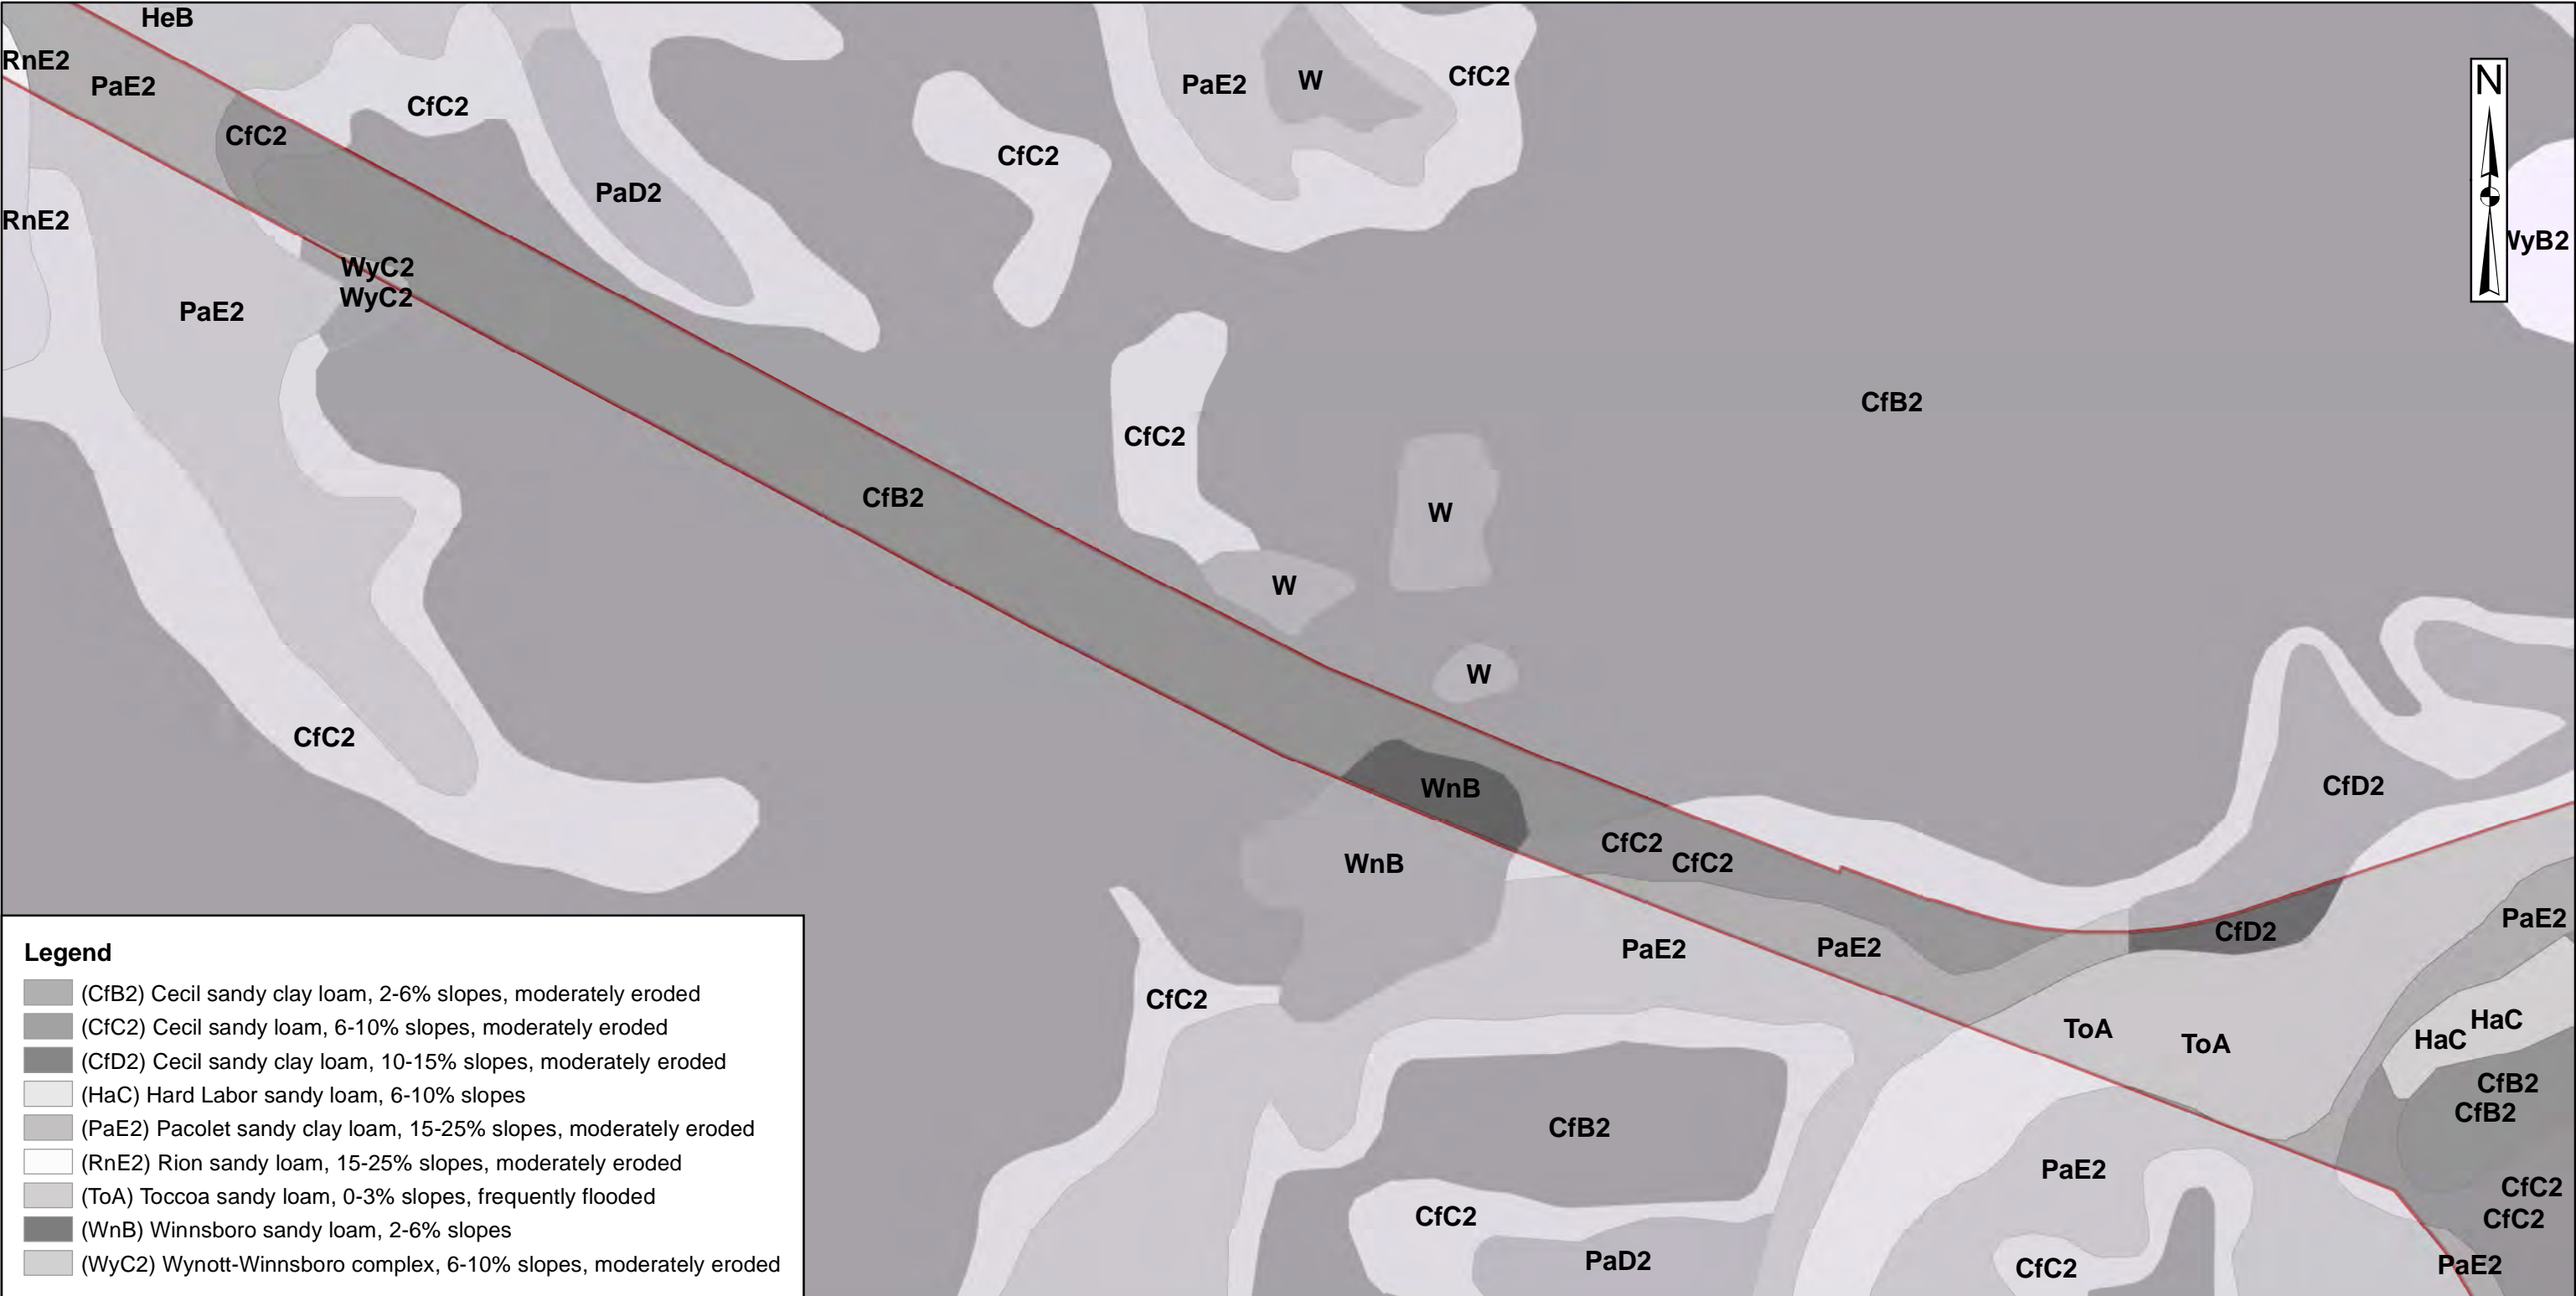 HeB
RnE2
PaE2
CfC2
CfC2
PaD2
CfC2
PaE2
W
CfC2
N
RnE2
WyC2
WyC2
PaE2
WyB2
CfB2
CfC2
CfB2
W
W
W
CfC2
WnB
WnB
CfC2
CfC2
CfD2
CfD2
PaE2
PaE2
PaE2
CfC2
ToA
ToA
HaC
HaC
CfB2
CfB2
CfB2
PaE2
CfC2
CfC2
CfC2
PaD2
CfC2
PaE2
Legend
(CfB2) Cecil sandy clay loam, 2-6% slopes, moderately eroded
(CfC2) Cecil sandy loam, 6-10% slopes, moderately eroded
(CfD2) Cecil sandy clay loam, 10-15% slopes, moderately eroded
(HaC) Hard Labor sandy loam, 6-10% slopes
(PaE2) Pacolet sandy clay loam, 15-25% slopes, moderately eroded
(RnE2) Rion sandy loam, 15-25% slopes, moderately eroded
(ToA) Toccoa sandy loam, 0-3% slopes, frequently flooded
(WnB) Winnsboro sandy loam, 2-6% slopes
(WyC2) Wynott-Winnsboro complex, 6-10% slopes, moderately eroded